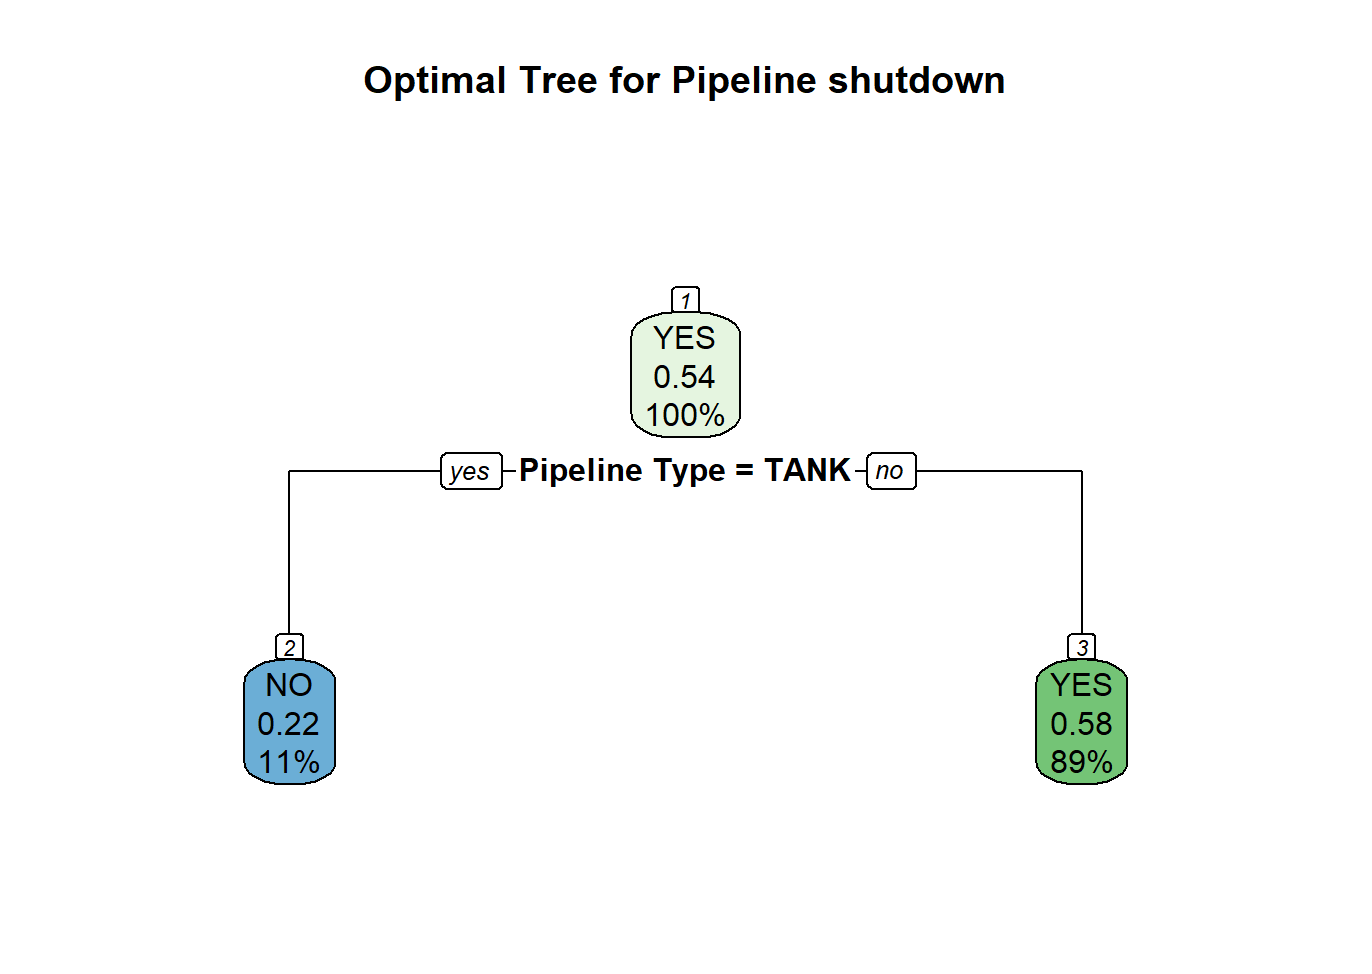 Optimal Tree for Pipeline shutdown
1
YES
0.54
100%
yes Pipeline Type = TANK no
2
NO
0.22
11%
3
YES
0.58
89%